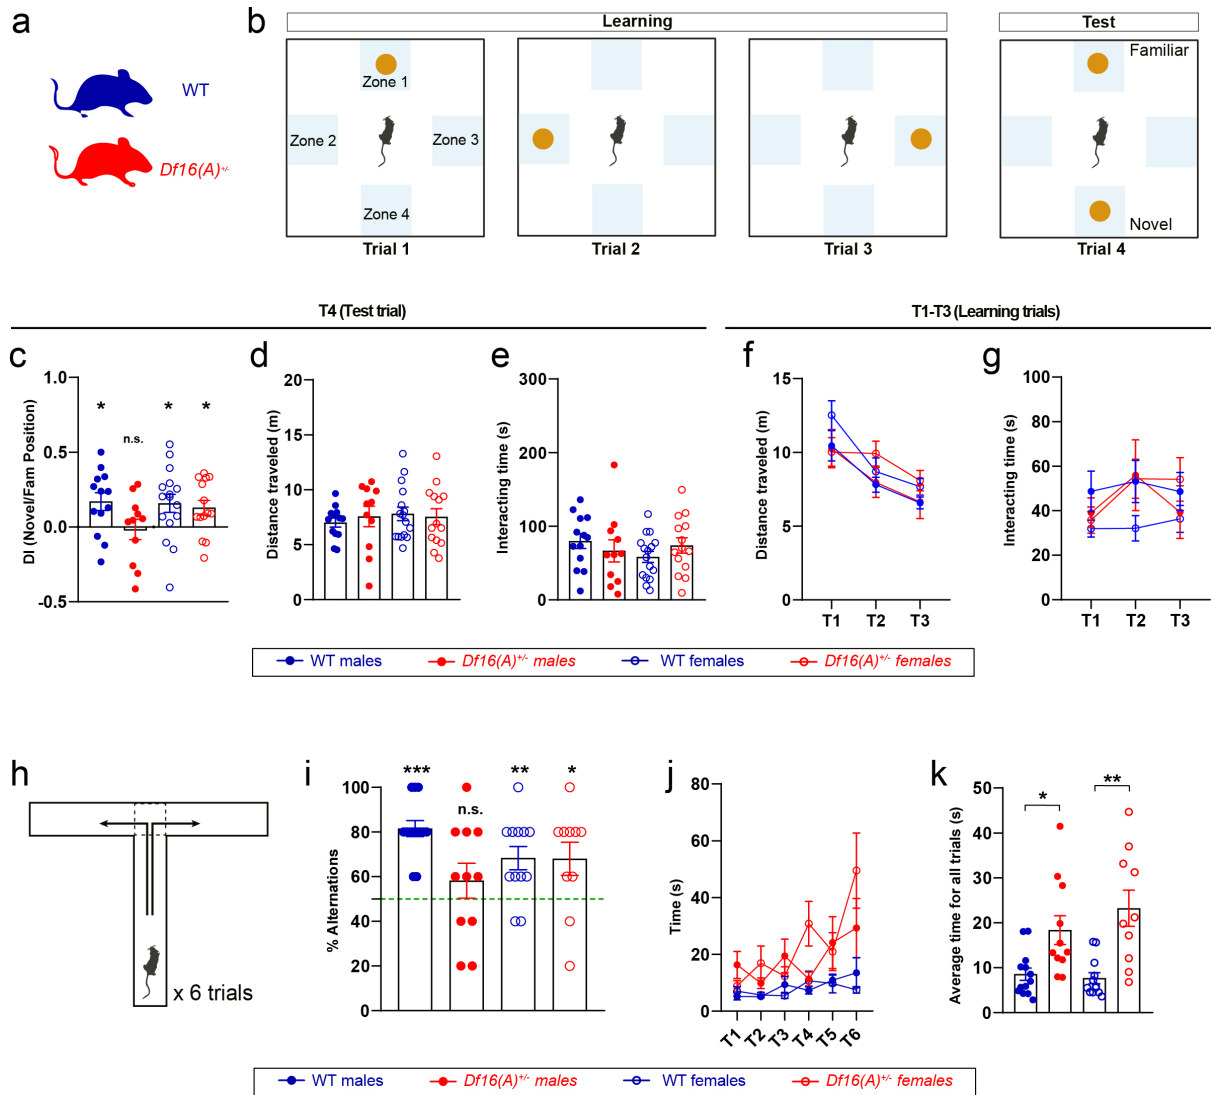 a
WT
Df16(A)+/-
b
Learning
Test
Zone 1
Zone 2
Zone 3
Zone 4
Familiar
Novel
Trial 1
Trial 2
Trial 3
Trial 4
T4 (Test trial)
T1-T3 (Learning trials)
c
DI (Novel/Fam Position)
1.0
0.5
0.0
-0.5
*
n.s.
*
*
d
Distance traveled (m)
20
15
10
5
0
e
Interacting time (s)
300
200
100
0
f
Distance traveled (m)
15
10
5
0
T1 T2 T3
g
Interacting time (s)
100
80
60
40
20
0
T1 T2 T3
WT males
Df16(A)+/- males
WT females
Df16(A)+/- females
h
x 6 trials
i
% Alternations
100
80
60
40
20
0
***
n.s.
**
*
j
Time (s)
80
60
40
20
0
T1 T2 T3 T4 T5 T6
k
Average time for all trials (s)
50
40
30
20
10
0
*
**
WT males
Df16(A)+/- males
WT females
Df16(A)+/- females